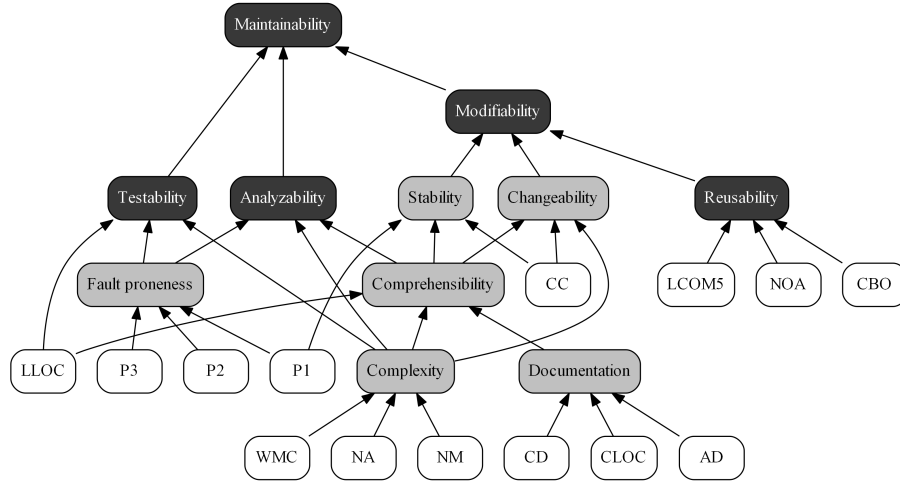 Maintainability
Modifiability
Testability
Analyzability
Stability
Changeability
Reusability
Fault proneness
Comprehensibility
CC
LCOM5
NOA
CBO
LLOC
P3
P2
P1
Complexity
Documentation
WMC
NA
NM
CD
CLOC
AD